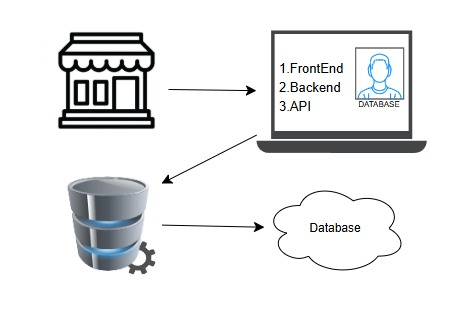 1.FrontEnd
2.Backend
3.API
DATABASE
Database